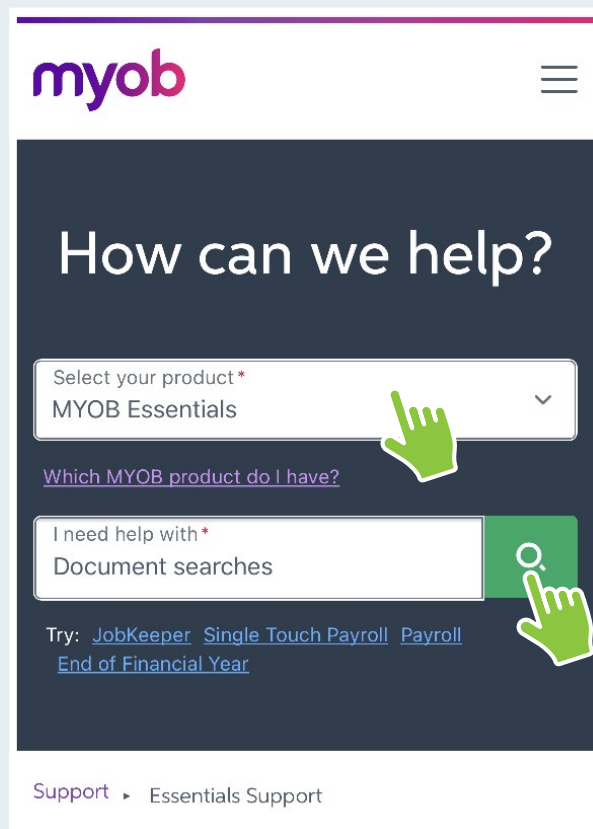 myob
How can we help?
Select your product*
MYOB Essentials
Which MYOB product do I have?
I need help with*
Document searches
Try: JobKeeper Single Touch Payroll Payroll
End of Financial Year
Support ▸ Essentials Support